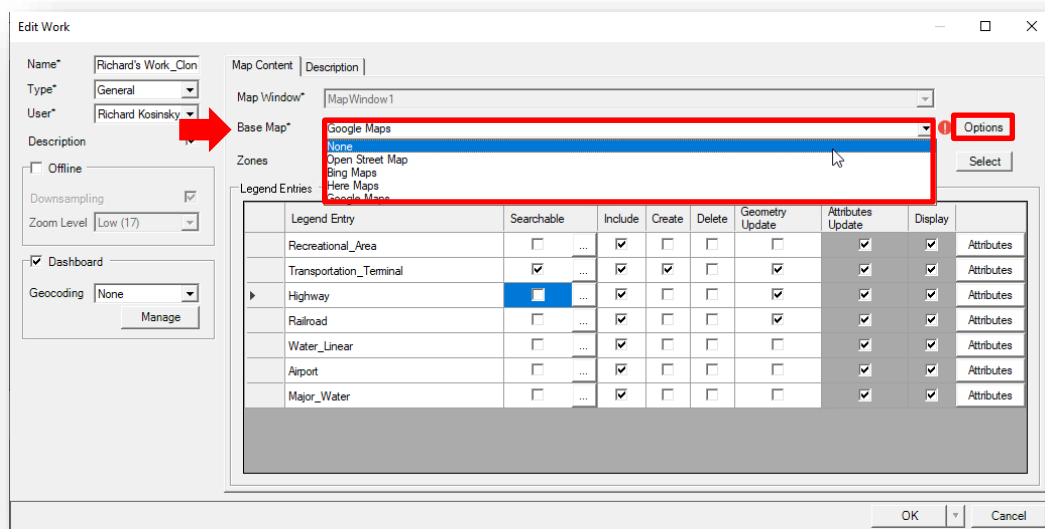 Edit Work
Name*
Richard's Work_Clon
Type*
General
User*
Richard Kosinsky
Description
Offline
Downsampling
Zoom Level
Low (17)
Dashboard
Geocoding
None
Manage
Map Content
Description
Map Window*
MapWindow1
Base Map*
Google Maps
Options
None
Open Street Map
Bing Maps
Here Maps
Google Maps
Zones
Select
Legend Entries
Legend Entry Searchable Include Create Delete Geometry Update Attributes Update Display
Recreational_Area ... Attributes
Transportation_Terminal ... Attributes
Highway ... Attributes
Railroad ... Attributes
Water_Linear ... Attributes
Airport ... Attributes
Major_Water ... Attributes
OK
Cancel